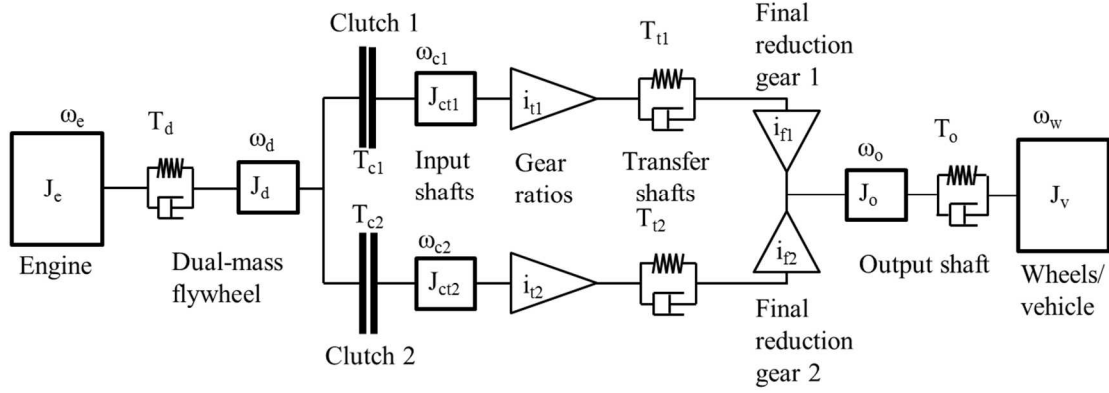 Clutch 1
T_t1
Final
reduction
gear 1
ω_c1
ω_e
T_d
ω_d
J_ct1
i_t1
i_f1
T_o
ω_w
T_c1
Input
shafts
Gear
ratios
Transfer
shafts
ω_o
J_e
J_d
J_o
J_v
T_c2
T_t2
ω_c2
Engine
Dual-mass
flywheel
J_ct2
i_t2
i_f2
Output shaft
Wheels/
vehicle
Clutch 2
Final
reduction
gear 2